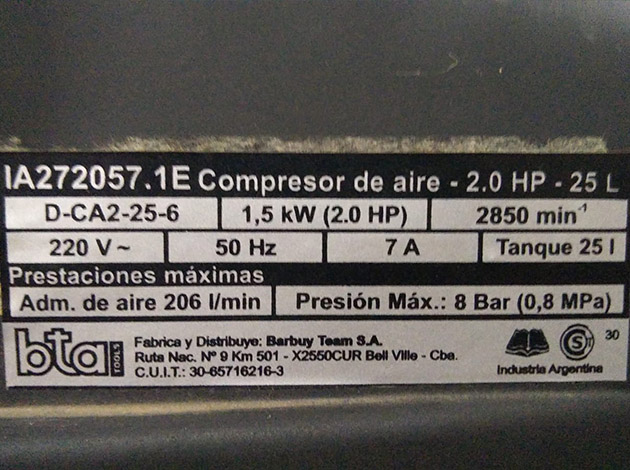 IA272057.1E Compresor de aire - 2.0 HP - 25 L
D-CA2-25-6 1,5 kW (2.0 HP) 2850 min⁻¹
220 V~ 50 Hz 7 A Tanque 25 l
Prestaciones máximas
Adm. de aire 206 l/min Presión Máx.: 8 Bar (0,8 MPa)
bta TOOLS
Fabrica y Distribuye: Barbuy Team S.A.
Ruta Nac. Nº 9 Km 501 - X2550CUR Bell Ville - Cba.
C.U.I.T.: 30-65716216-3
S 30
Industria Argentina